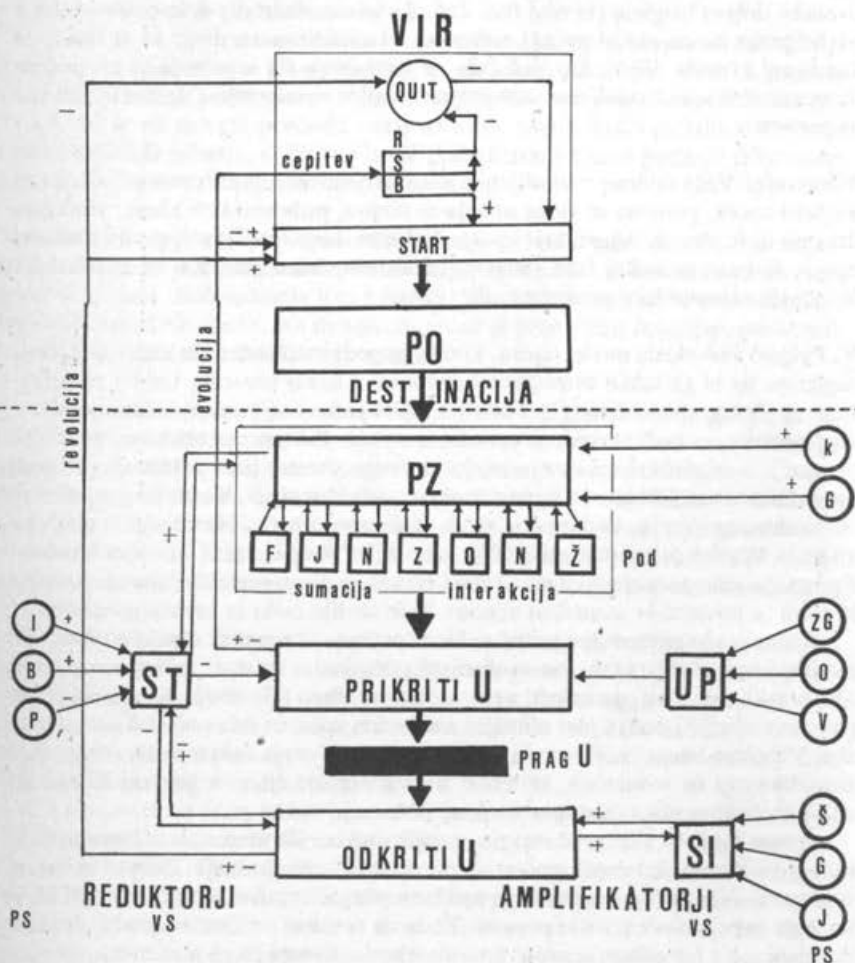 VIR
QUIT
R
S
B
cepitev
START
PO
DESTINACIJA
revolucija
evolucija
PZ
k
G
F J N Z O N Ž
Pod
sumacija interakcija
I
B
P
ST
PRIKRITI U
UP
ZG
O
V
PRAG U
ODKRITI U
SI
Š
G
J
REDUKTORJI
VS
PS
AMPLIFIKATORJI
VS
PS